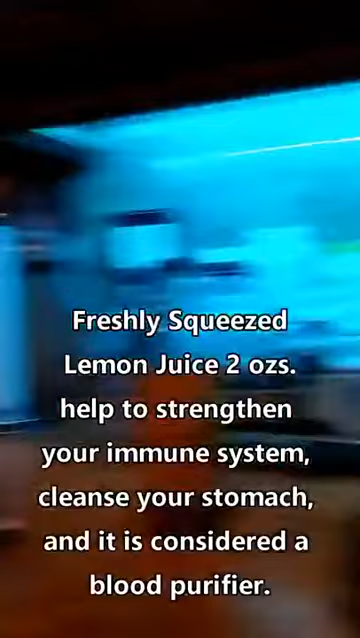 Freshly Squeezed
Lemon Juice 2 ozs.
help to strengthen
your immune system,
cleanse your stomach,
and it is considered a
blood purifier.